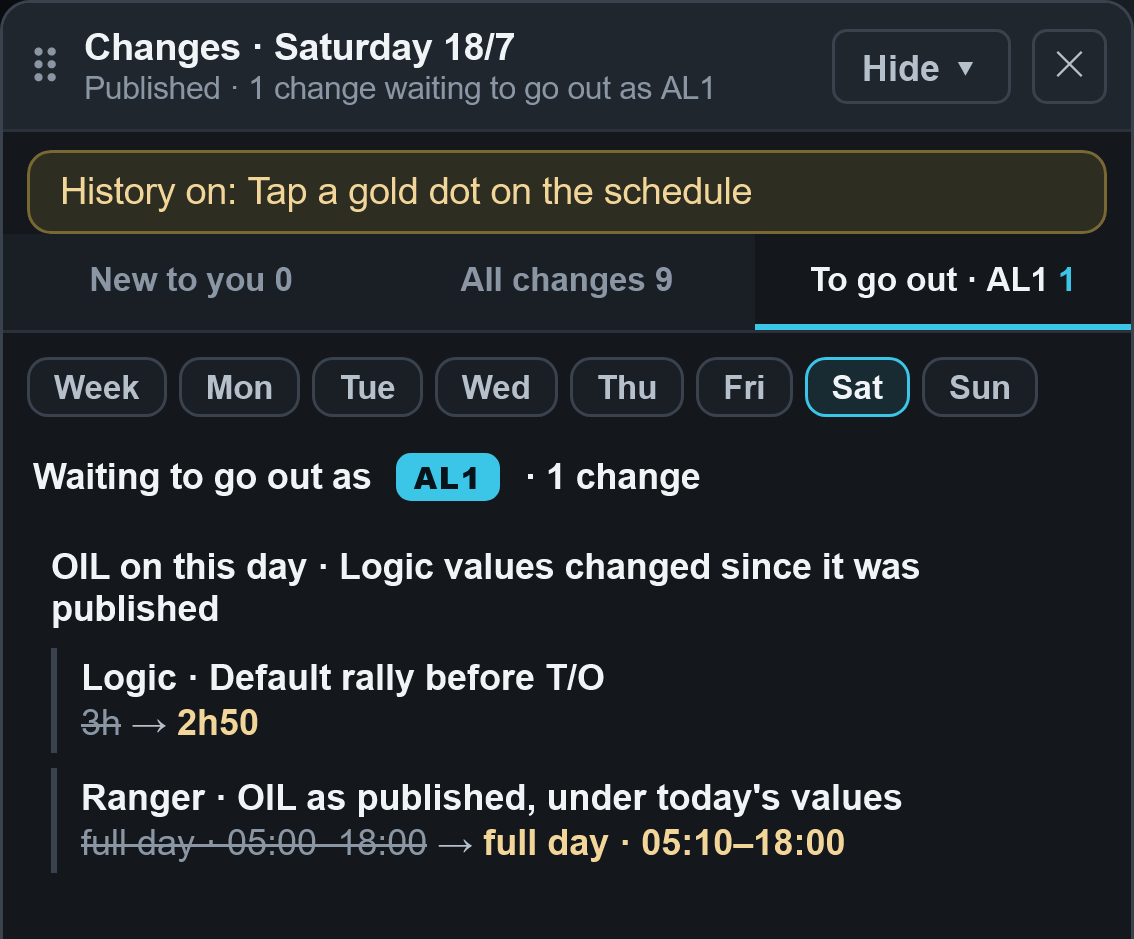 Changes · Saturday 18/7
Published · 1 change waiting to go out as AL1
Hide ▼
History on: Tap a gold dot on the schedule
New to you 0
All changes 9
To go out · AL1 1
Week
Mon
Tue
Wed
Thu
Fri
Sat
Sun
Waiting to go out as AL1 · 1 change
OIL on this day · Logic values changed since it was
published
Logic · Default rally before T/O
3h → 2h50
Ranger · OIL as published, under today's values
full day · 05:00–18:00 → full day · 05:10–18:00